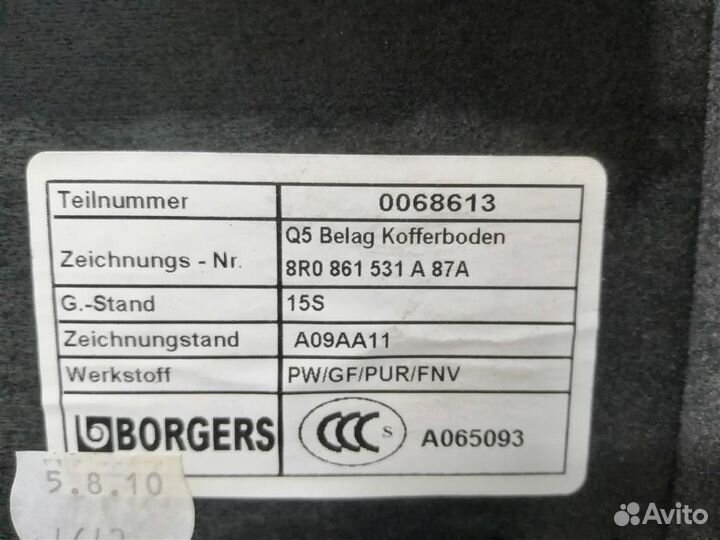 Teilnummer 0068613
Q5 Belag Kofferboden
Zeichnungs - Nr. 8R0 861 531 A 87A
G.-Stand 15S
Zeichnungstand A09AA11
Werkstoff PW/GF/PUR/FNV
BORGERS CCC S A065093
5.8.10
Avito